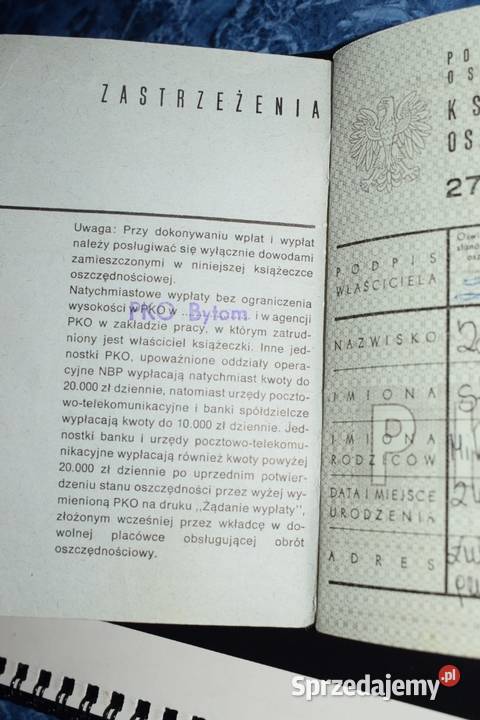 ZASTRZEŻENIA
Uwaga: Przy dokonywaniu wpłat i wypłat
należy posługiwać się wyłącznie dowodami
zamieszczonymi w niniejszej książeczce
oszczędnościowej.
Natychmiastowe wypłaty bez ograniczenia
wysokości w PKO w .. PKO Bytom i w agencji
PKO w zakładzie pracy, w którym zatrud-
niony jest właściciel książeczki. Inne jed-
nostki PKO, upoważnione oddziały opera-
cyjne NBP wypłacają natychmiast kwoty do
20.000 zł dziennie, natomiast urzędy poczto-
wo-telekomunikacyjne i banki spółdzielcze
wypłacają kwoty do 10.000 zł dziennie. Jed-
nostki banku i urzędy pocztowo-telekomu-
nikacyjne wypłacają również kwoty powyżej
20.000 zł dziennie po uprzednim potwier-
dzeniu stanu oszczędności przez wyżej wy-
mienioną PKO na druku „Żądanie wypłaty",
złożonym wcześniej przez wkładcę w do-
wolnej placówce obsługującej obrót
oszczędnościowy.
27
PODPIS
WŁAŚCICIELA
NAZWISKO
IMIONA
IMIONA
RODZICÓW
DATA I MIEJSCE
URODZENIA
ADRES
Sprzedajemy.pl